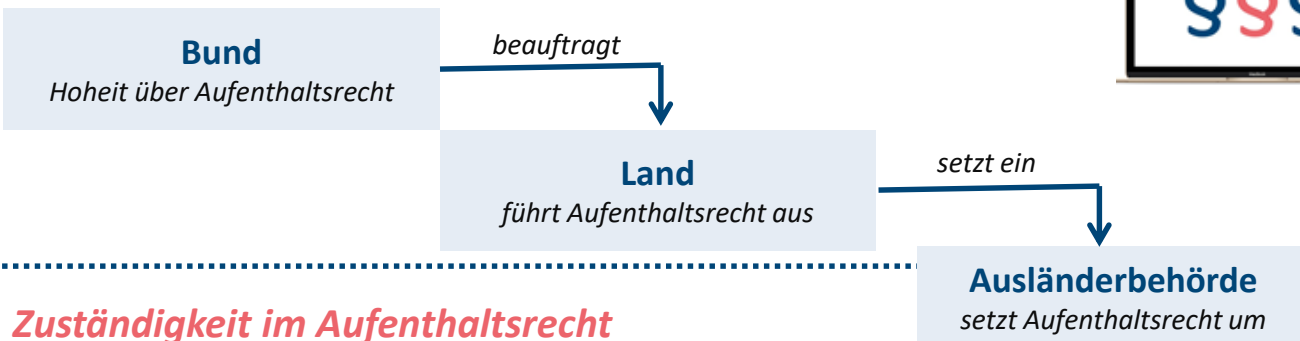 Bund
Hoheit über Aufenthaltsrecht
beauftragt
§§§
Land
führt Aufenthaltsrecht aus
setzt ein
Ausländerbehörde
setzt Aufenthaltsrecht um
Zuständigkeit im Aufenthaltsrecht